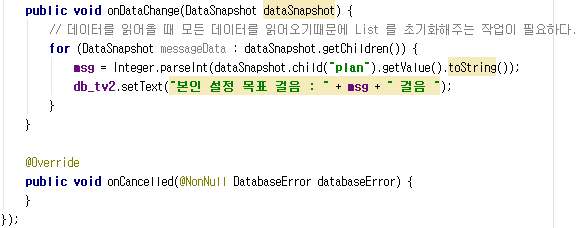 public void onDataChange(DataSnapshot dataSnapshot) {
// 데이터를 읽어올 때 모든 데이터를 읽어오기때문에 List 를 초기화해주는 작업이 필요하다.
for (DataSnapshot messageData : dataSnapshot.getChildren()) {
msg = Integer.parseInt(dataSnapshot.child("plan").getValue().toString());
db_tv2.setText("본인 설정 목표 걸음 : " + msg + " 걸음 ");
}
}
@Override
public void onCancelled(@NonNull DatabaseError databaseError) {
}
});